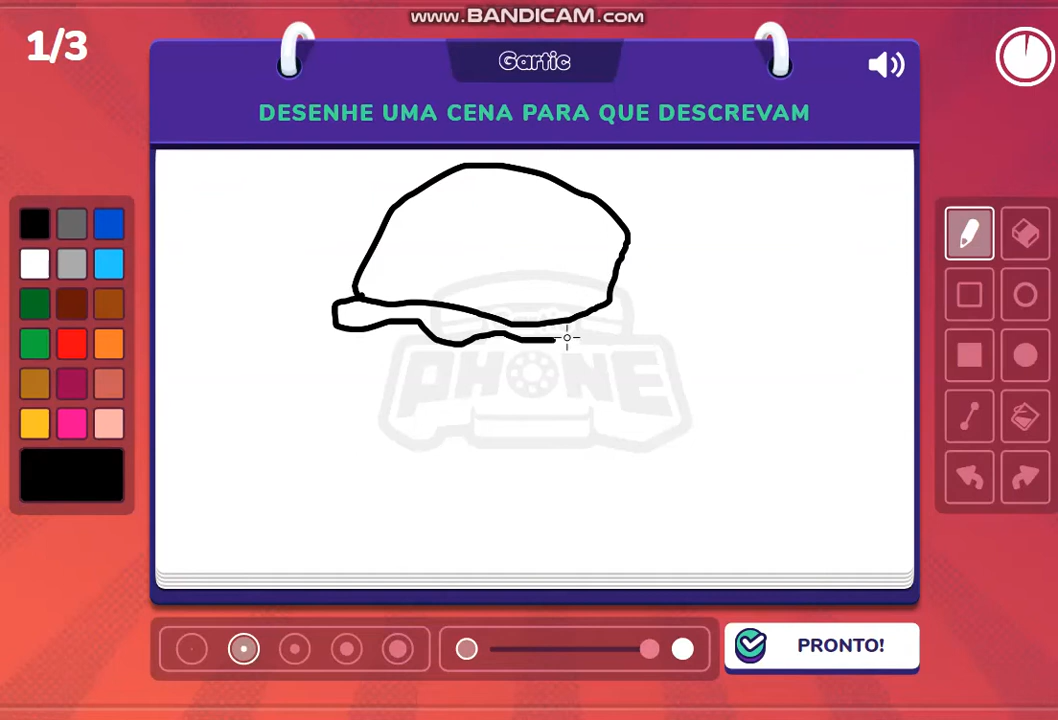 www.BANDICAM.com
1/3
Gartic
DESENHE UMA CENA PARA QUE DESCREVAM
PHONE
PRONTO!